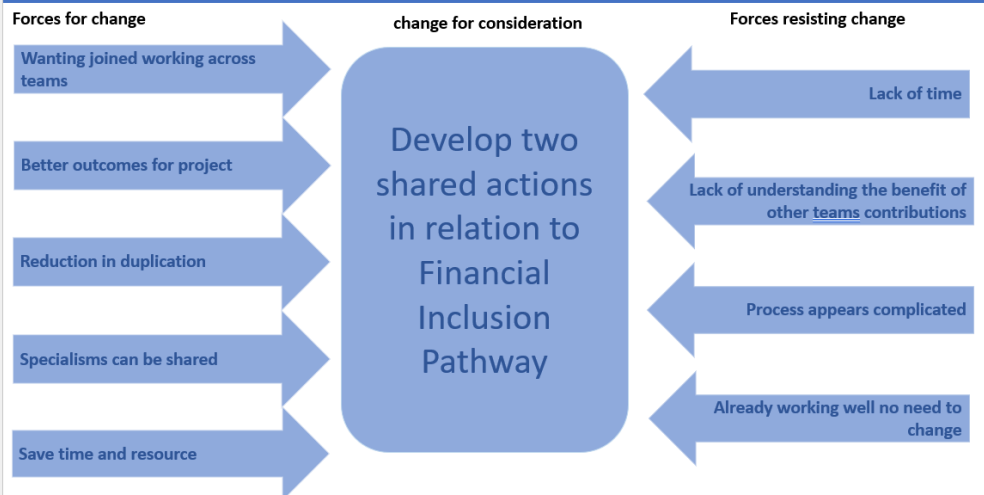 Forces for change
change for consideration
Forces resisting change
Wanting joined working across
teams
Better outcomes for project
Reduction in duplication
Specialisms can be shared
Save time and resource
Develop two
shared actions
in relation to
Financial
Inclusion
Pathway
Lack of time
Lack of understanding the benefit of
other teams contributions
Process appears complicated
Already working well no need to
change